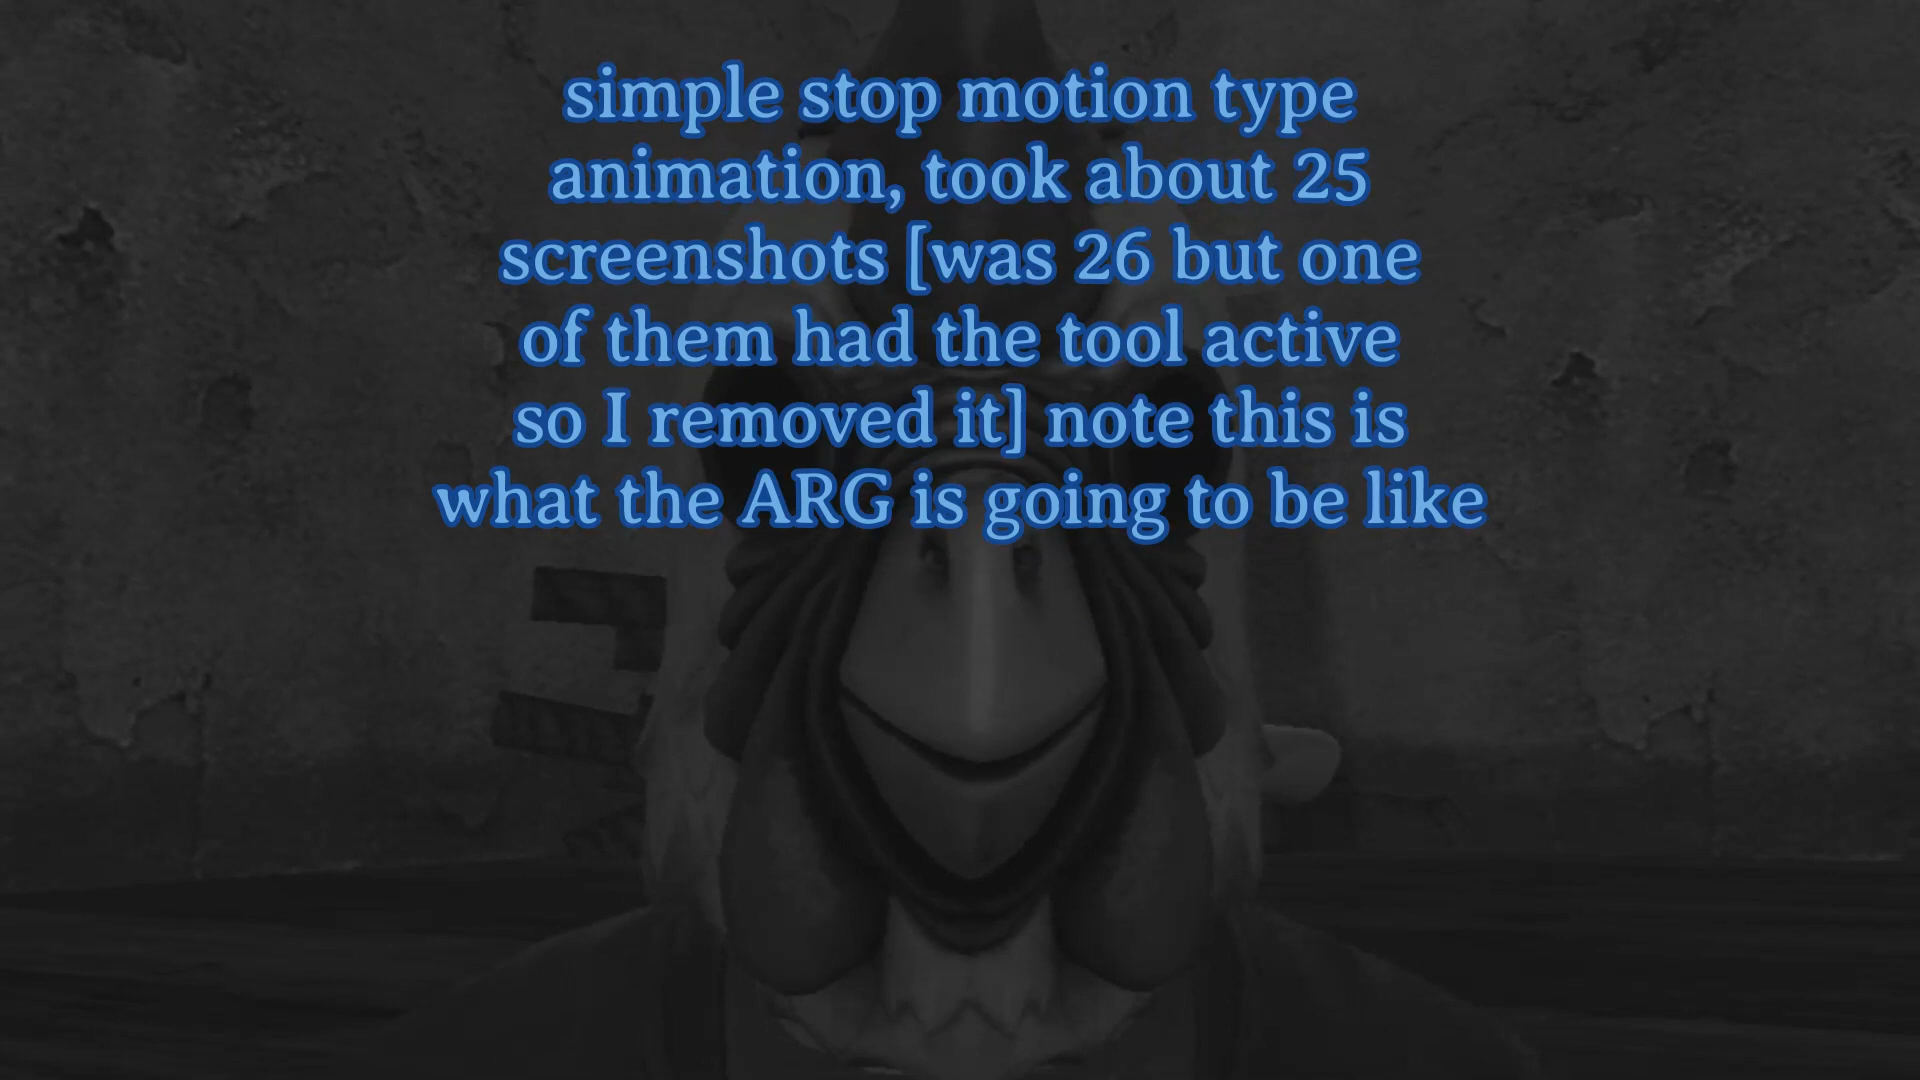 simple stop motion type
animation, took about 25
screenshots [was 26 but one
of them had the tool active
so I removed it] note this is
what the ARG is going to be like